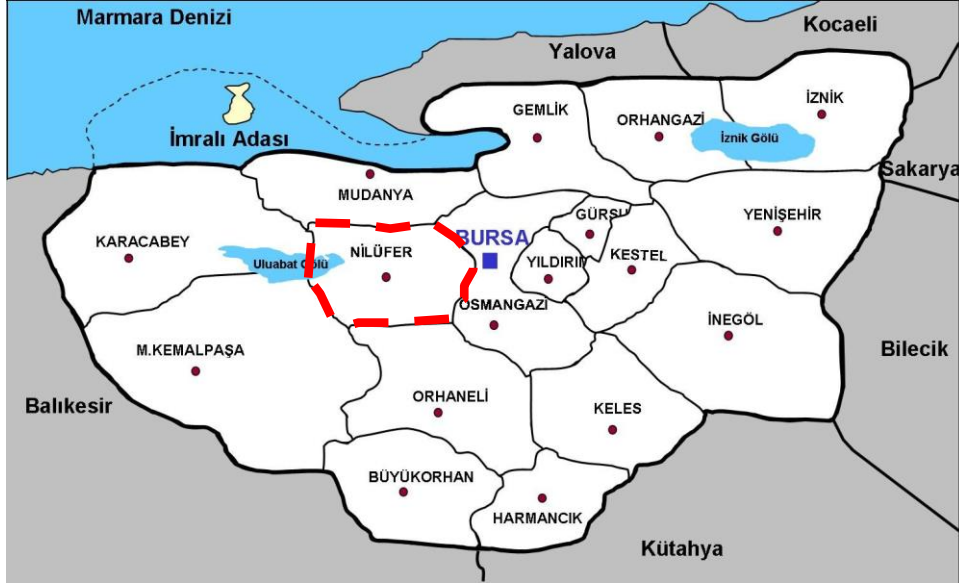 Marmara Denizi
Kocaeli
Yalova
İZNİK
GEMLİK
ORHANGAZİ
İmralı Adası
İznik Gölü
Sakarya
MUDANYA
GÜRSU
YENİŞEHİR
KARACABEY
BURSA
NİLÜFER
KESTEL
Uluabat Gölü
YILDIRIM
OSMANGAZİ
İNEGÖL
M.KEMALPAŞA
Bilecik
ORHANELİ
Balıkesir
KELES
BÜYÜKORHAN
HARMANCIK
Kütahya